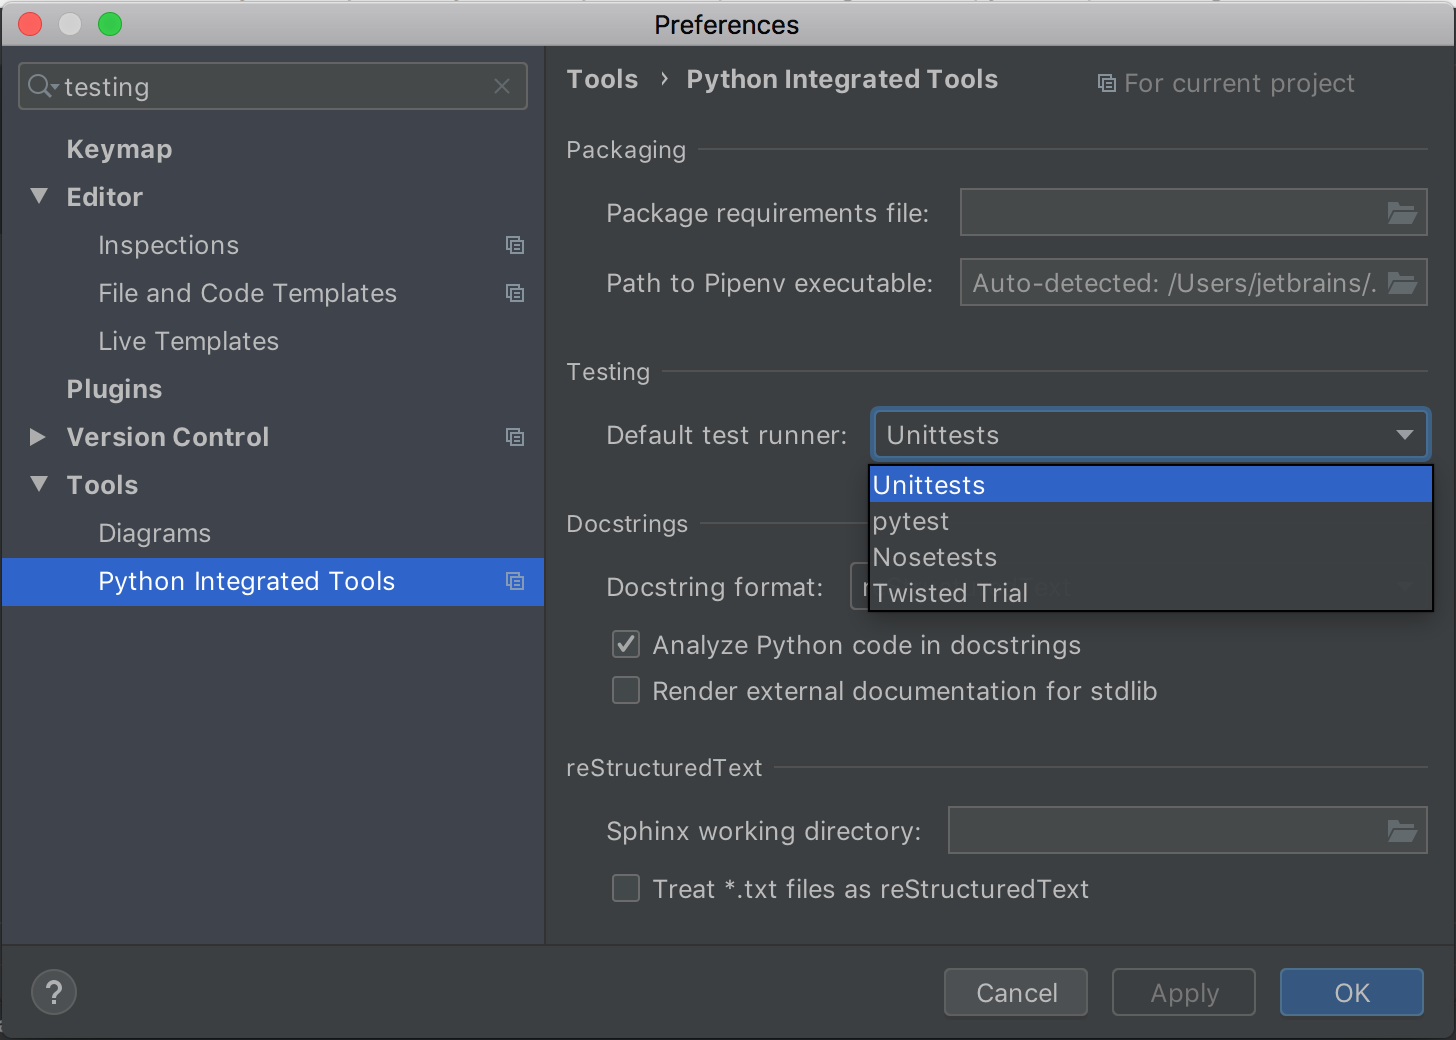 Preferences
testing
Keymap
Editor
Inspections
File and Code Templates
Live Templates
Plugins
Version Control
Tools
Diagrams
Python Integrated Tools
Tools › Python Integrated Tools
For current project
Packaging
Package requirements file:
Path to Pipenv executable: Auto-detected: /Users/jetbrains/.
Testing
Default test runner: Unittests
Unittests
pytest
Nosetests
Twisted Trial
Docstrings
Docstring format:
Analyze Python code in docstrings
Render external documentation for stdlib
reStructuredText
Sphinx working directory:
Treat *.txt files as reStructuredText
?
Cancel
Apply
OK